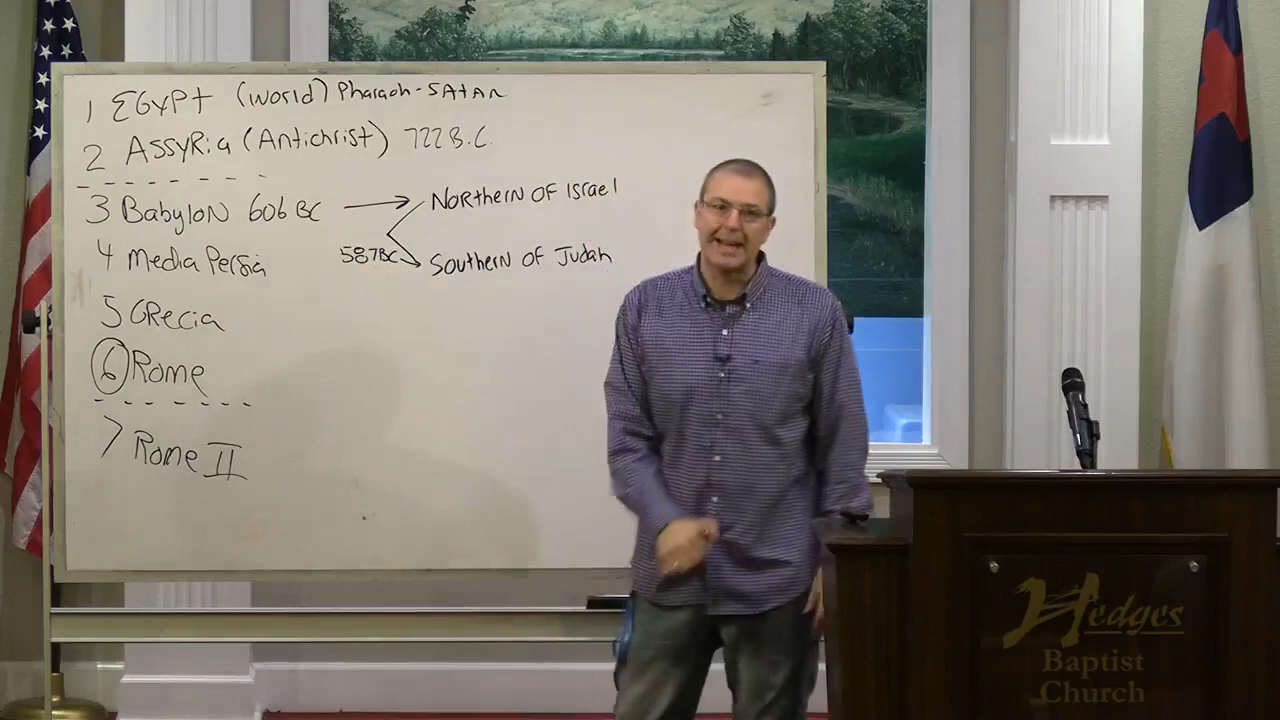 1 EGYPt (World) Pharaoh-SATAN
2 ASSYRia (Antichrist) 722 B.C.
3 BabyloN 606 BC → NortherN OF Israel
4 Media Persia 587BC Southern of Judah
5 GRecia
6 Rome
7 Rome II
Hedges
Baptist
Church